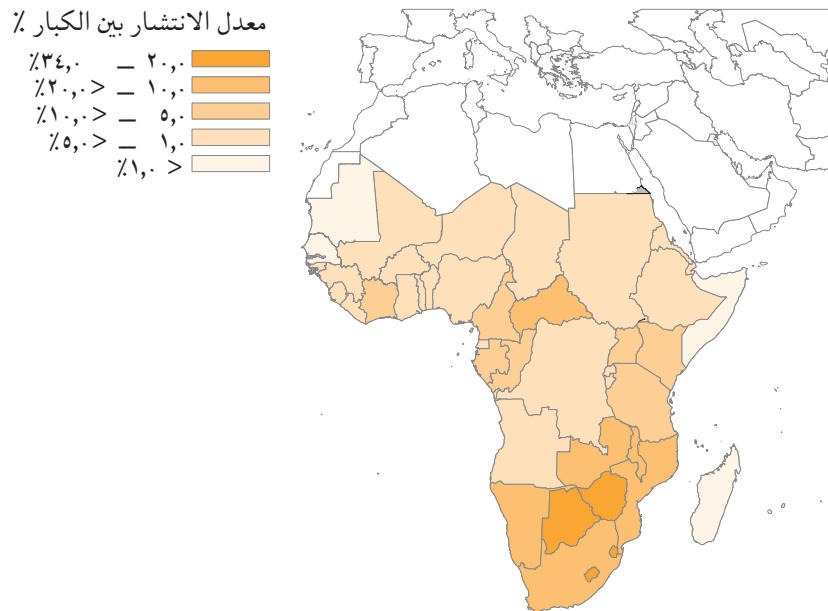 معدل الانتشار بين الكبار ٪
٢٠,٠ – ٣٤,٠٪
١٠,٠ – <٢٠,٠٪
٥,٠ – <١٠,٠٪
١,٠ – <٥,٠٪
< ١,٠٪